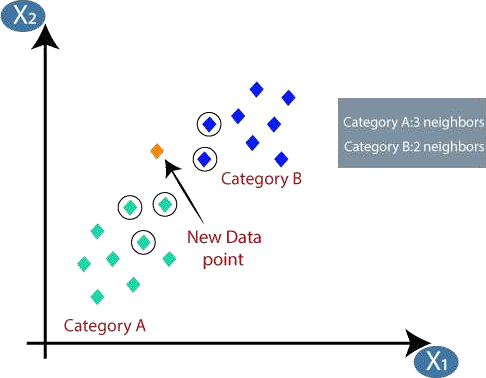 X2
Category A:3 neighbors
Category B:2 neighbors
Category B
New Data
point
Category A
X1